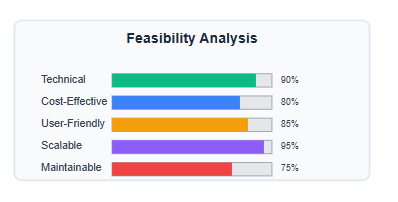 Feasibility Analysis
Technical 90%
Cost-Effective 80%
User-Friendly 85%
Scalable 95%
Maintainable 75%